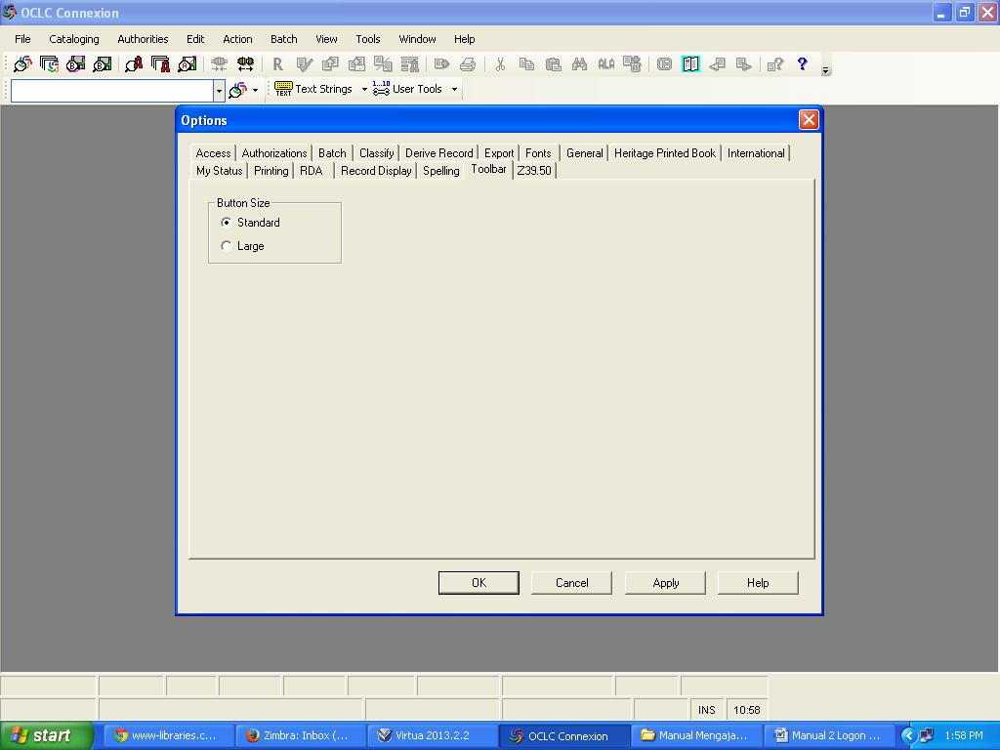 OCLC Connexion
File Cataloging Authorities Edit Action Batch View Tools Window Help
R ALA ?
TEXT Text Strings 1...10 User Tools
Options
Access Authorizations Batch Classify Derive Record Export Fonts General Heritage Printed Book International
My Status Printing RDA Record Display Spelling Toolbar Z39.50
Button Size
Standard
Large
OK Cancel Apply Help
INS 10:58
start www-libraries.c... Zimbra: Inbox (... Virtua 2013.2.2 OCLC Connexion Manual Mengaja... Manual 2 Logon ... 1:58 PM